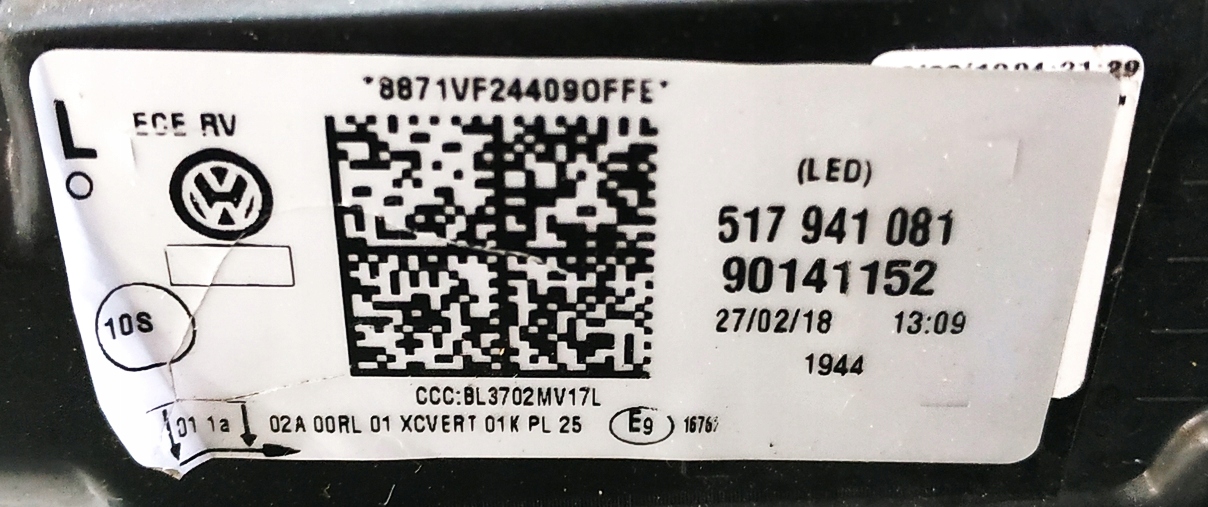 *8871VF244090FFE*
L
ECE RV
(LED)
517 941 081
90141152
10S
27/02/18 13:09
1944
CCC:BL3702MV17L
01 1a 02A 00RL 01 XCVERT 01K PL 25 E9